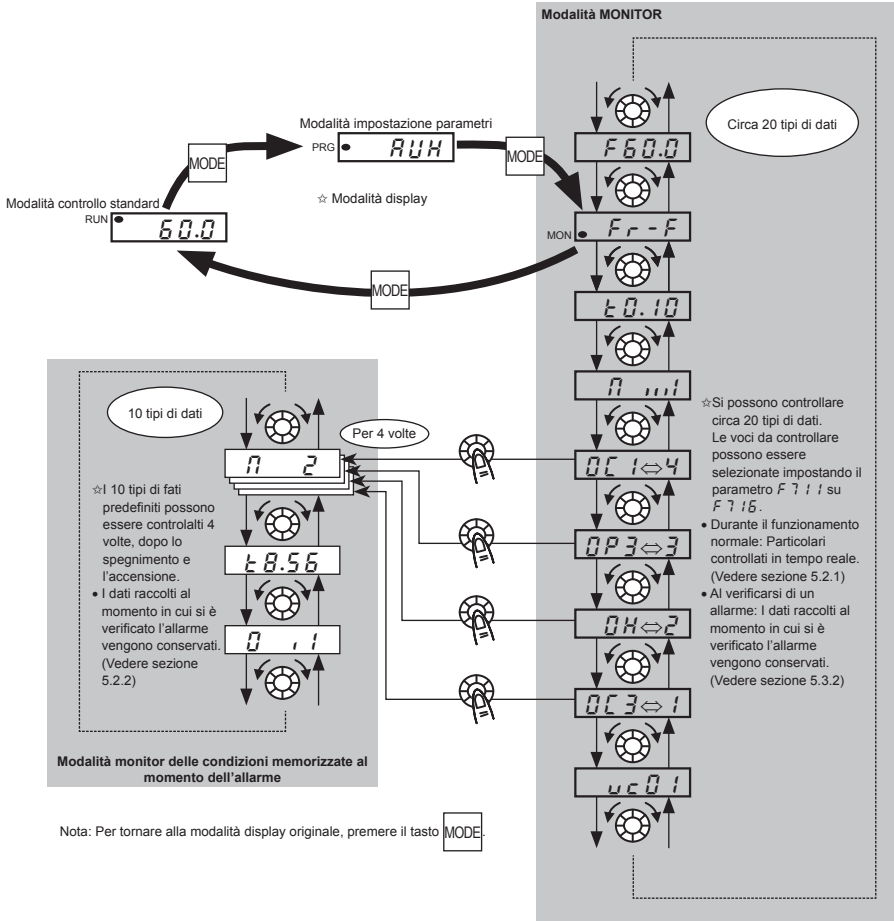 Modalità MONITOR
Circa 20 tipi di dati
Modalità impostazione parametri
PRG
AUH
MODE
MODE
☆ Modalità display
Modalità controllo standard
RUN
60.0
MODE
F60.0
MON
Fr-F
t0.10
10 tipi di dati
Per 4 volte
n 2
☆I 10 tipi di fati
predefiniti possono
essere controlalti 4
volte, dopo lo
spegnimento e
l'accensione.
• I dati raccolti al
momento in cui si è
verificato l'allarme
vengono conservati.
(Vedere sezione
5.2.2)
t8.56
Modalità monitor delle condizioni memorizzate al
momento dell'allarme
OC1⇔4
OP3⇔3
OH⇔2
OC3⇔1
uc01
☆Si possono controllare
circa 20 tipi di dati.
Le voci da controllare
possono essere
selezionate impostando il
parametro F711 su
F716.
• Durante il funzionamento
normale: Particolari
controllati in tempo reale.
(Vedere sezione 5.2.1)
• Al verificarsi di un
allarme: I dati raccolti al
momento in cui si è
verificato l'allarme
vengono conservati.
(Vedere sezione 5.3.2)
Nota: Per tornare alla modalità display originale, premere il tasto MODE.